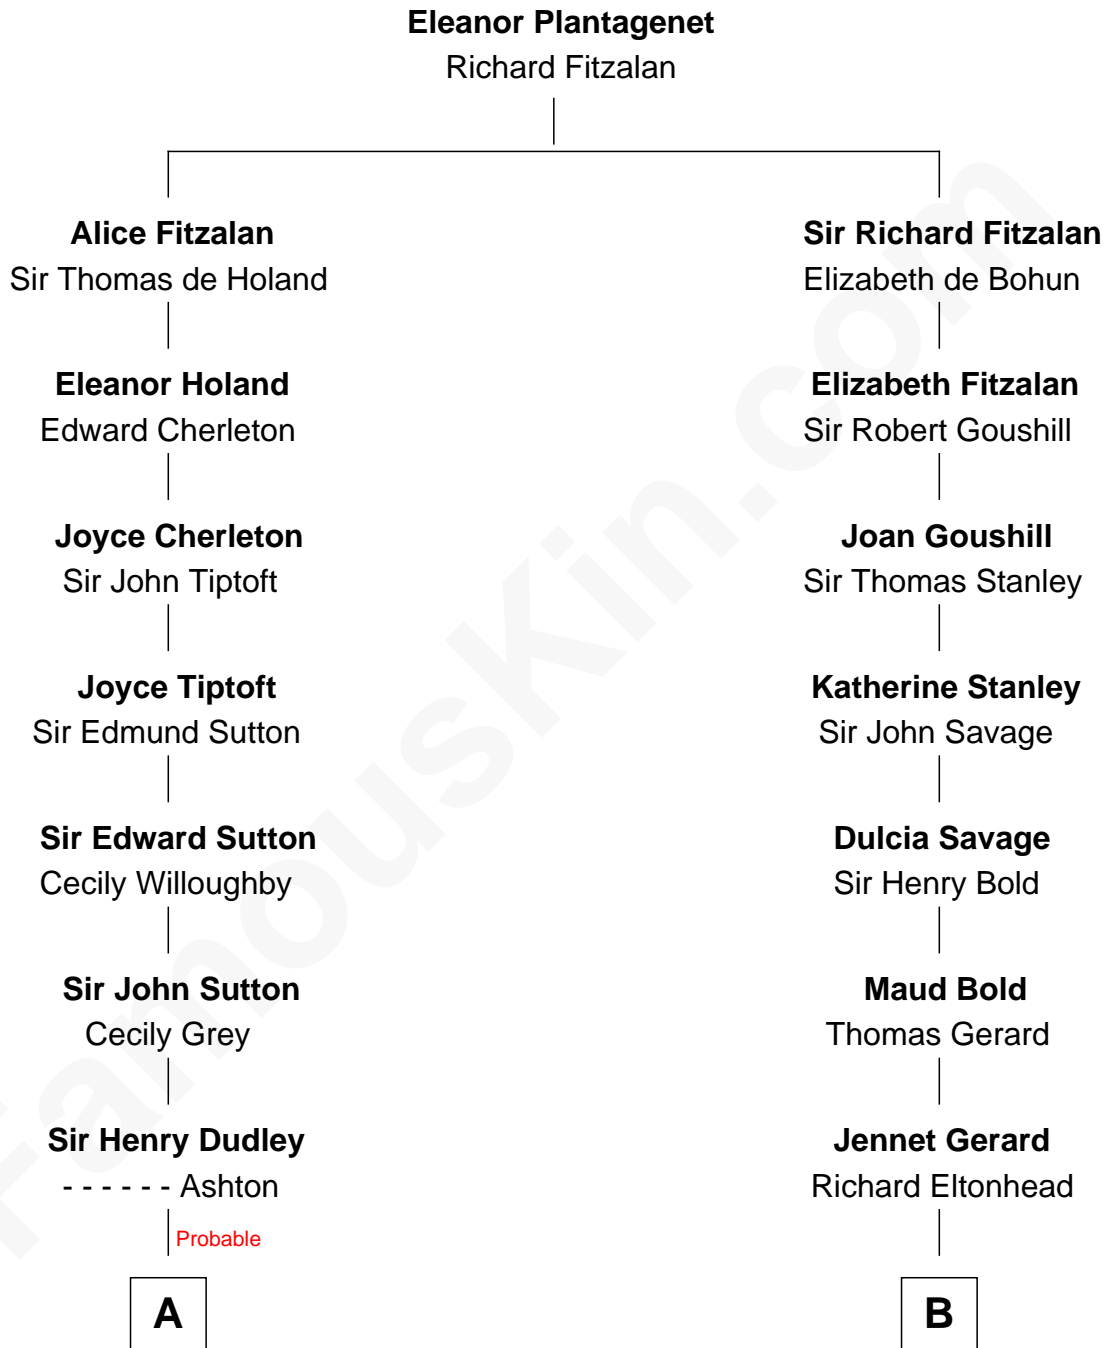 Eleanor Plantagenet
Richard Fitzalan
Alice Fitzalan
Sir Thomas de Holand
Sir Richard Fitzalan
Elizabeth de Bohun
Eleanor Holand
Edward Cherleton
Elizabeth Fitzalan
Sir Robert Goushill
Joyce Cherleton
Sir John Tiptoft
Joan Goushill
Sir Thomas Stanley
Joyce Tiptoft
Sir Edmund Sutton
Katherine Stanley
Sir John Savage
Sir Edward Sutton
Cecily Willoughby
Dulcia Savage
Sir Henry Bold
Sir John Sutton
Cecily Grey
Maud Bold
Thomas Gerard
Sir Henry Dudley
- - - - - - Ashton
Jennet Gerard
Richard Eltonhead
Probable
A
B
FamousKin.com